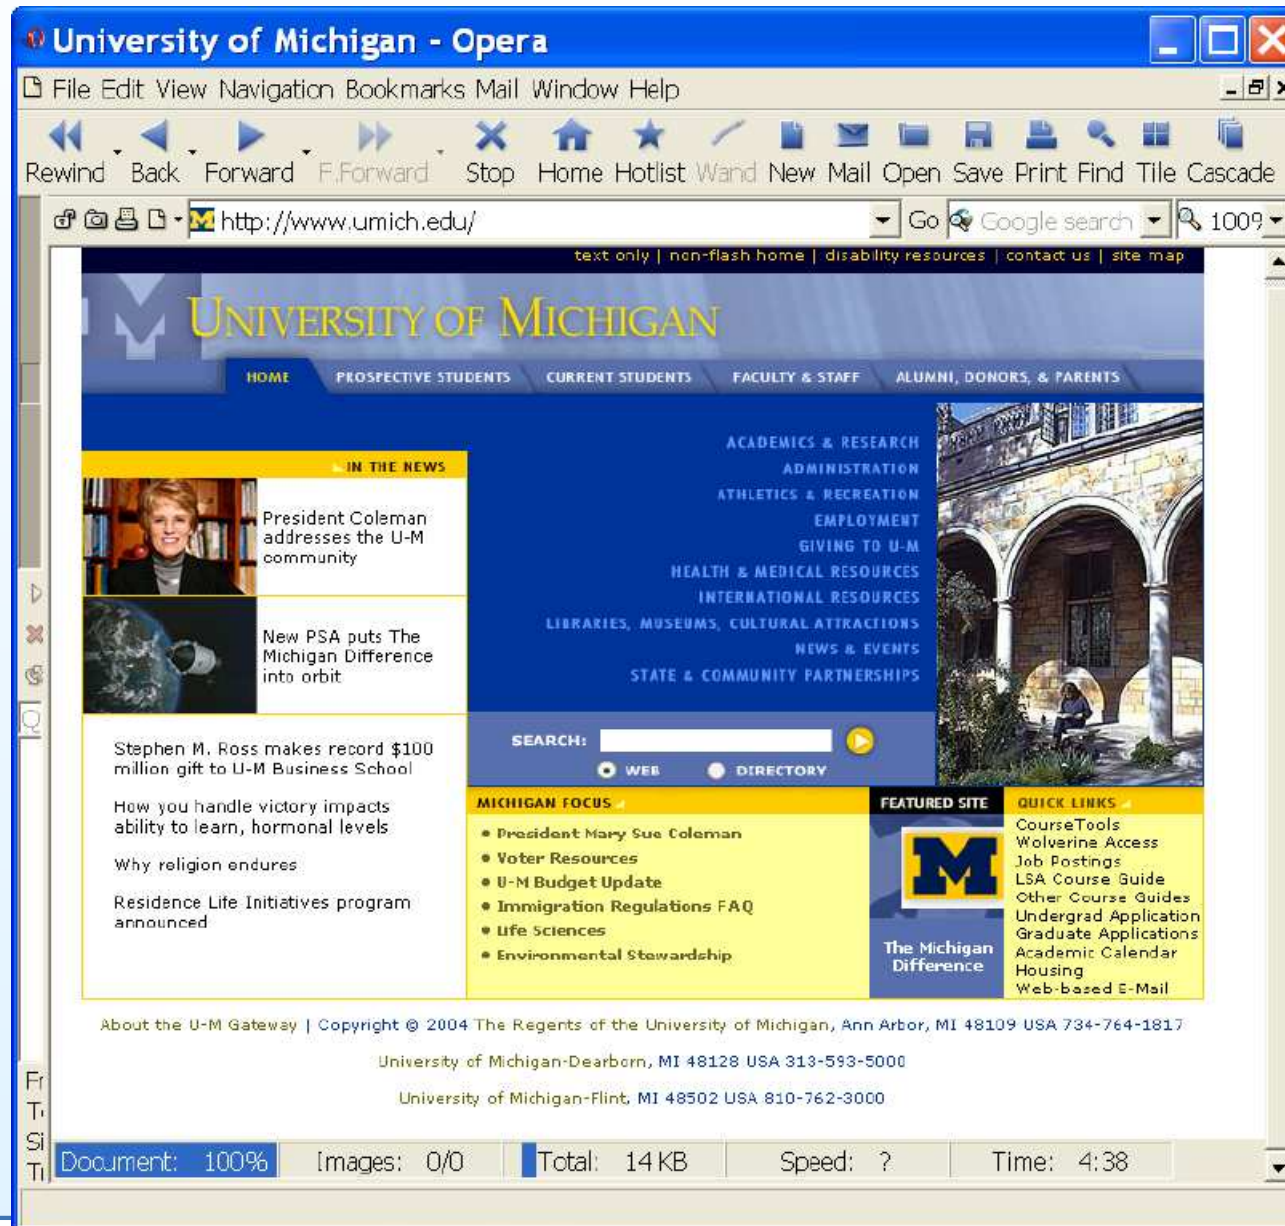 University of Michigan - Opera
File Edit View Navigation Bookmarks Mail Window Help
Rewind Back Forward F.Forward Stop Home Hotlist Wand New Mail Open Save Print Find Tile Cascade
http://www.umich.edu/ Go Google search 100%
text only | non-flash home | disability resources | contact us | site map
UNIVERSITY OF MICHIGAN
HOME PROSPECTIVE STUDENTS CURRENT STUDENTS FACULTY & STAFF ALUMNI, DONORS, & PARENTS
IN THE NEWS
President Coleman
addresses the U-M
community
New PSA puts The
Michigan Difference
into orbit
Stephen M. Ross makes record $100
million gift to U-M Business School
How you handle victory impacts
ability to learn, hormonal levels
Why religion endures
Residence Life Initiatives program
announced
ACADEMICS & RESEARCH
ADMINISTRATION
ATHLETICS & RECREATION
EMPLOYMENT
GIVING TO U-M
HEALTH & MEDICAL RESOURCES
INTERNATIONAL RESOURCES
LIBRARIES, MUSEUMS, CULTURAL ATTRACTIONS
NEWS & EVENTS
STATE & COMMUNITY PARTNERSHIPS
SEARCH:
WEB DIRECTORY
MICHIGAN FOCUS
President Mary Sue Coleman
Voter Resources
U-M Budget Update
Immigration Regulations FAQ
Life Sciences
Environmental Stewardship
FEATURED SITE
M
The Michigan
Difference
QUICK LINKS
CourseTools
Wolverine Access
Job Postings
LSA Course Guide
Other Course Guides
Undergrad Application
Graduate Applications
Academic Calendar
Housing
Web-based E-Mail
About the U-M Gateway | Copyright © 2004 The Regents of the University of Michigan, Ann Arbor, MI 48109 USA 734-764-1817
University of Michigan-Dearborn, MI 48128 USA 313-593-5000
University of Michigan-Flint, MI 48502 USA 810-762-3000
Document: 100% Images: 0/0 Total: 14 KB Speed: ? Time: 4:38